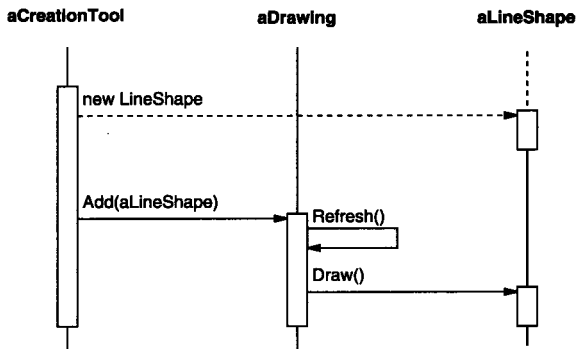 aCreationTool
aDrawing
aLineShape
new LineShape
Add(aLineShape)
Refresh()
Draw()